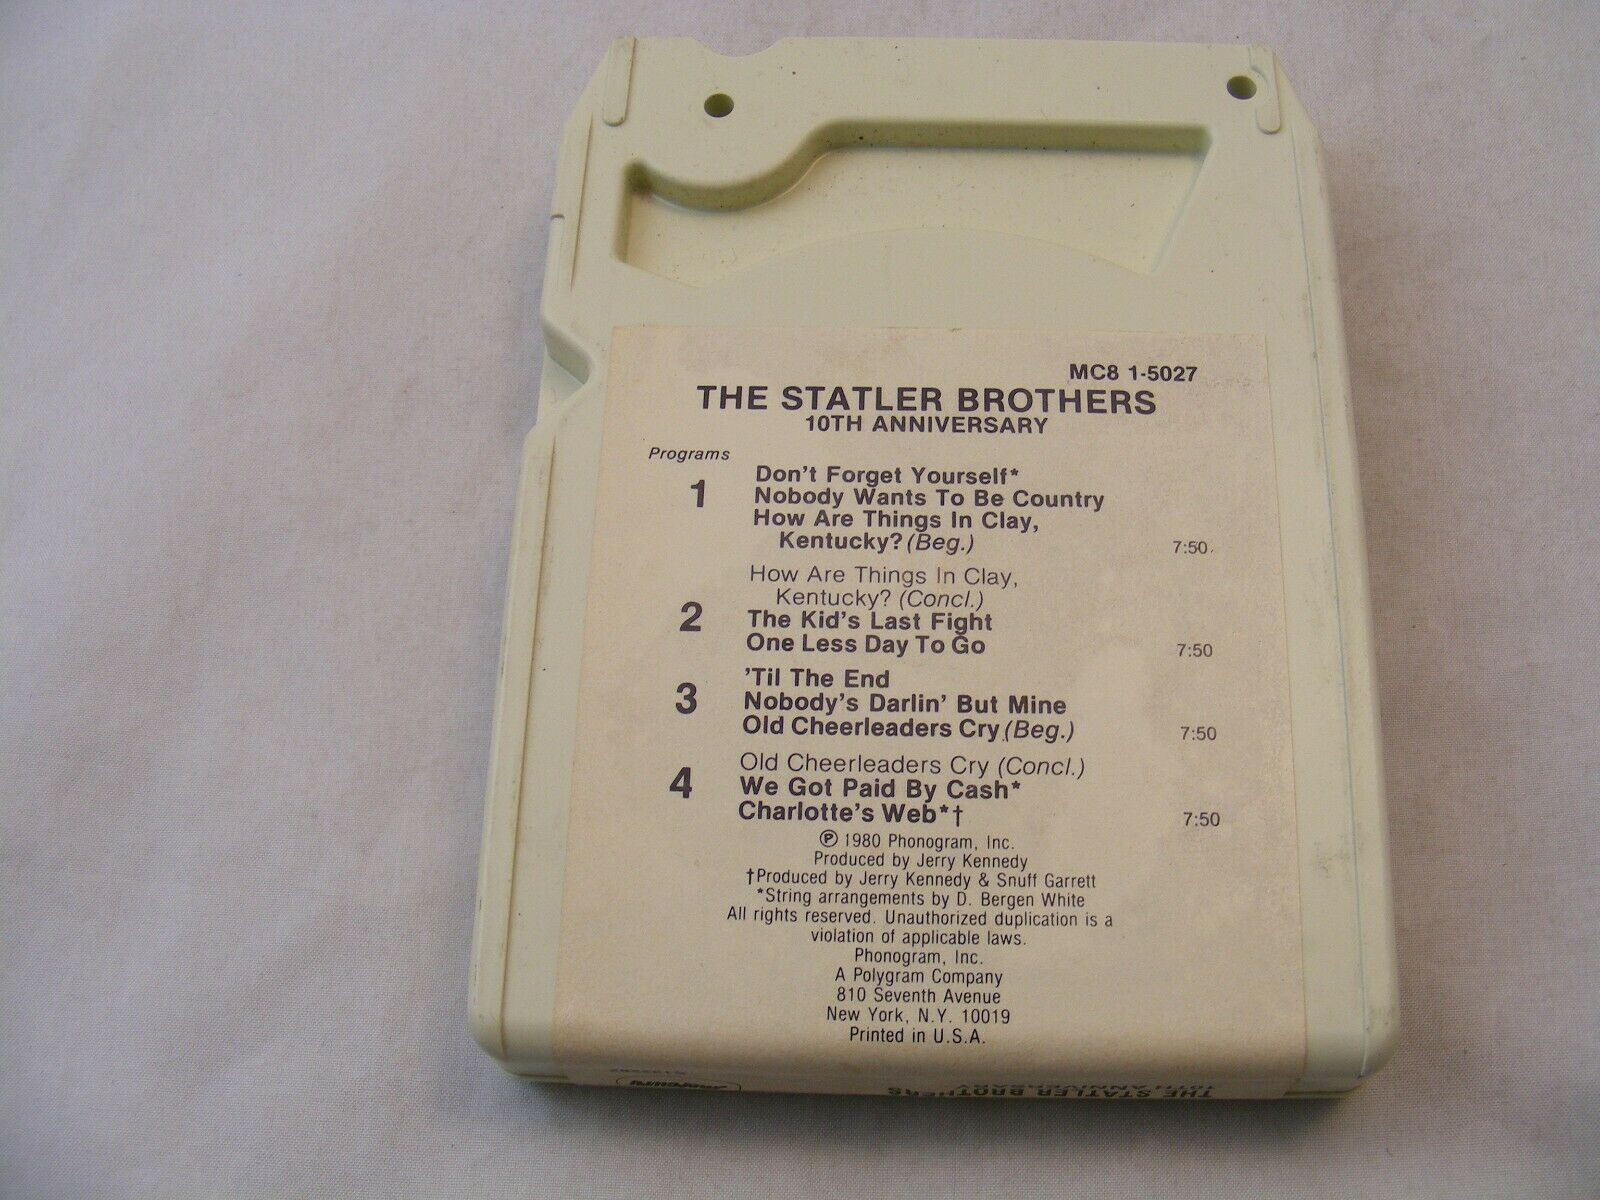 MC8 1-5027
THE STATLER BROTHERS
10TH ANNIVERSARY
Programs
1
Don't Forget Yourself*
Nobody Wants To Be Country
How Are Things In Clay,
Kentucky? (Beg.)
7:50
2
How Are Things In Clay,
Kentucky? (Concl.)
The Kid's Last Fight
One Less Day To Go
7:50
3
'Til The End
Nobody's Darlin' But Mine
Old Cheerleaders Cry (Beg.)
7:50
4
Old Cheerleaders Cry (Concl.)
We Got Paid By Cash*
Charlotte's Web*†
7:50
℗ 1980 Phonogram, Inc.
Produced by Jerry Kennedy
†Produced by Jerry Kennedy & Snuff Garrett
*String arrangements by D. Bergen White
All rights reserved. Unauthorized duplication is a
violation of applicable laws.
Phonogram, Inc.
A Polygram Company
810 Seventh Avenue
New York, N.Y. 10019
Printed in U.S.A.
THE STATLER BROTHERS
10TH ANNIVERSARY
mercury